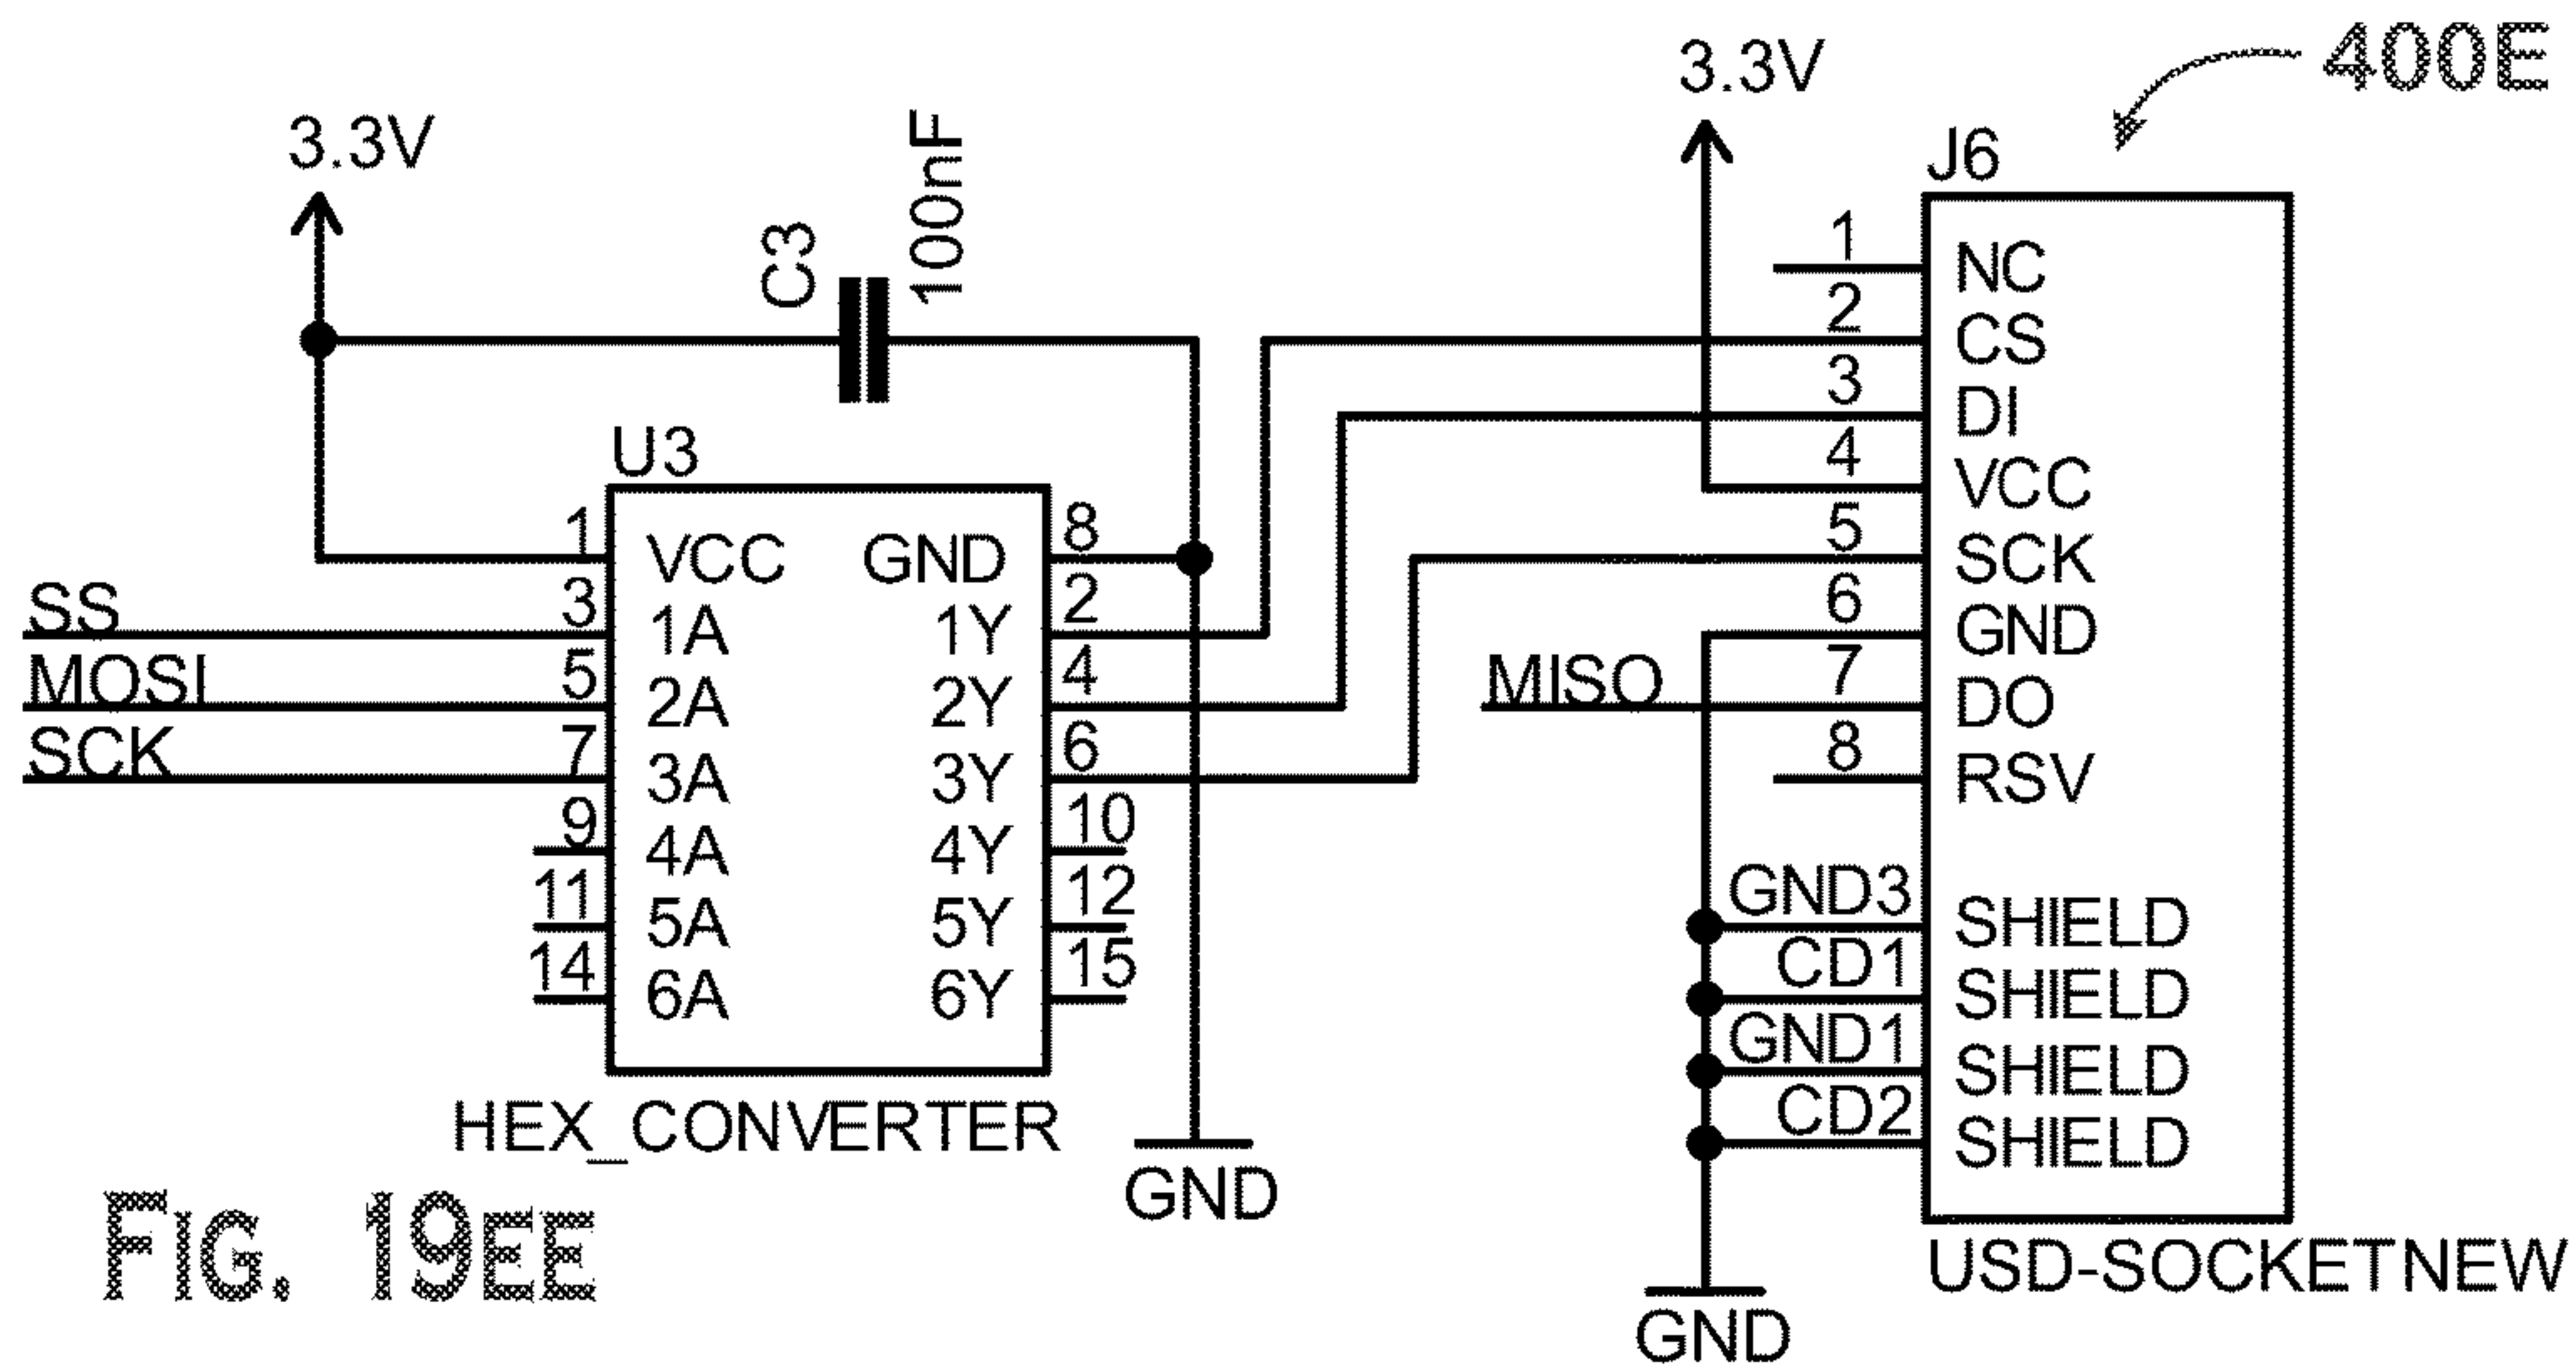 400E
3.3V
3.3V
C3
100nF
J6
1 NC
2 CS
3 DI
4 VCC
5 SCK
6 GND
MISO 7 DO
8 RSV
GND3 SHIELD
CD1 SHIELD
GND1 SHIELD
CD2 SHIELD
USD-SOCKETNEW
GND
U3
1 VCC GND 8
SS 3 1A 1Y 2
MOSI 5 2A 2Y 4
SCK 7 3A 3Y 6
9 4A 4Y 10
11 5A 5Y 12
14 6A 6Y 15
HEX_CONVERTER
GND
FIG. 19EE